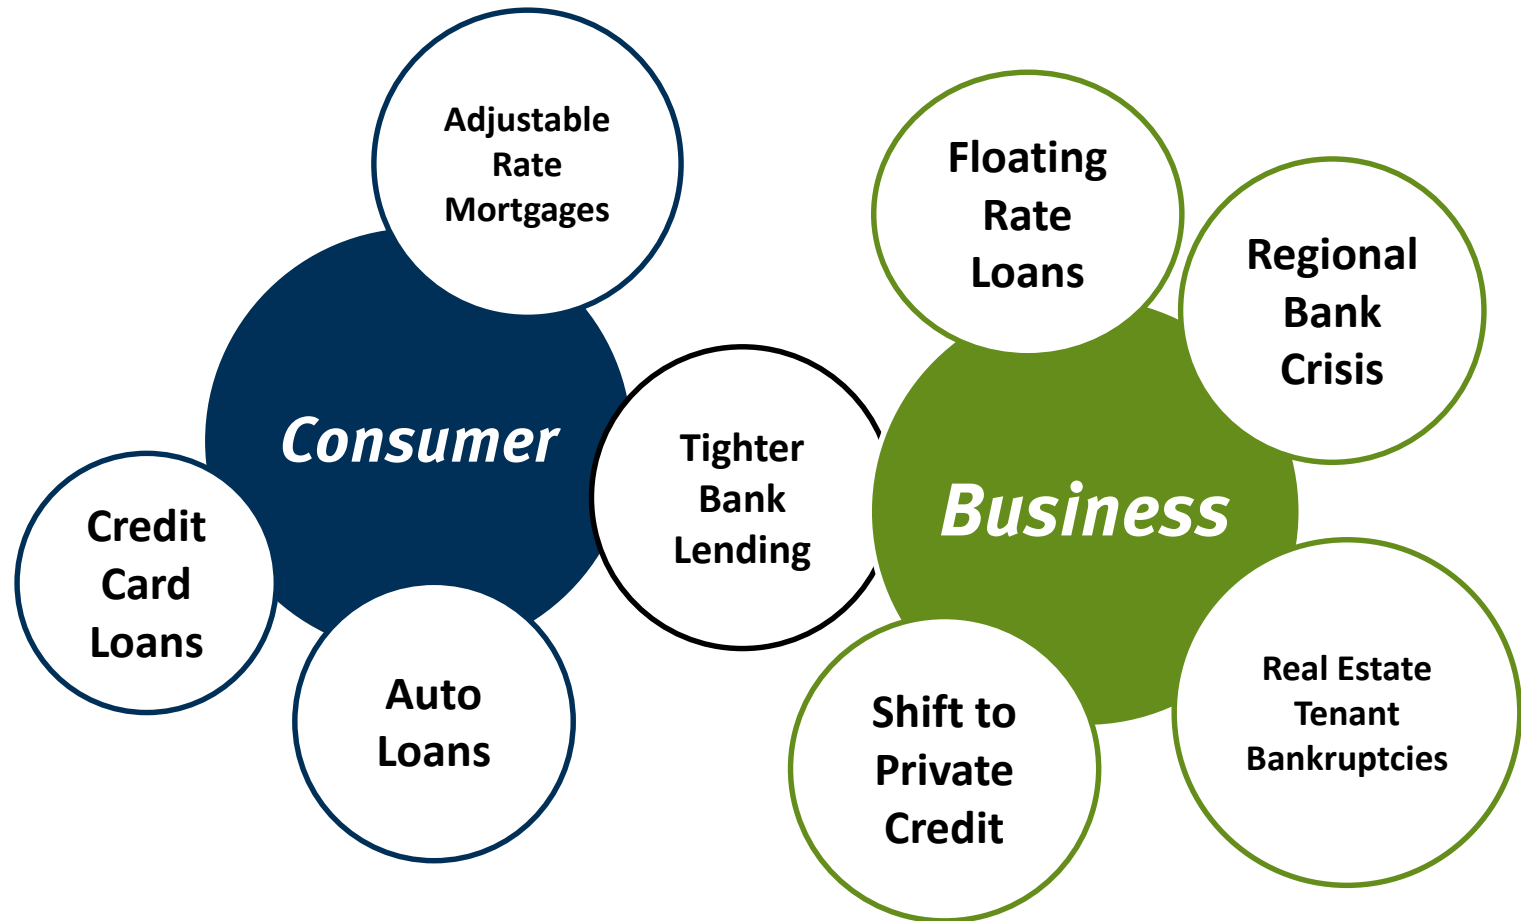 Adjustable
Rate
Mortgages
Consumer
Credit
Card
Loans
Auto
Loans
Tighter
Bank
Lending
Floating
Rate
Loans
Regional
Bank
Crisis
Business
Shift to
Private
Credit
Real Estate
Tenant
Bankruptcies